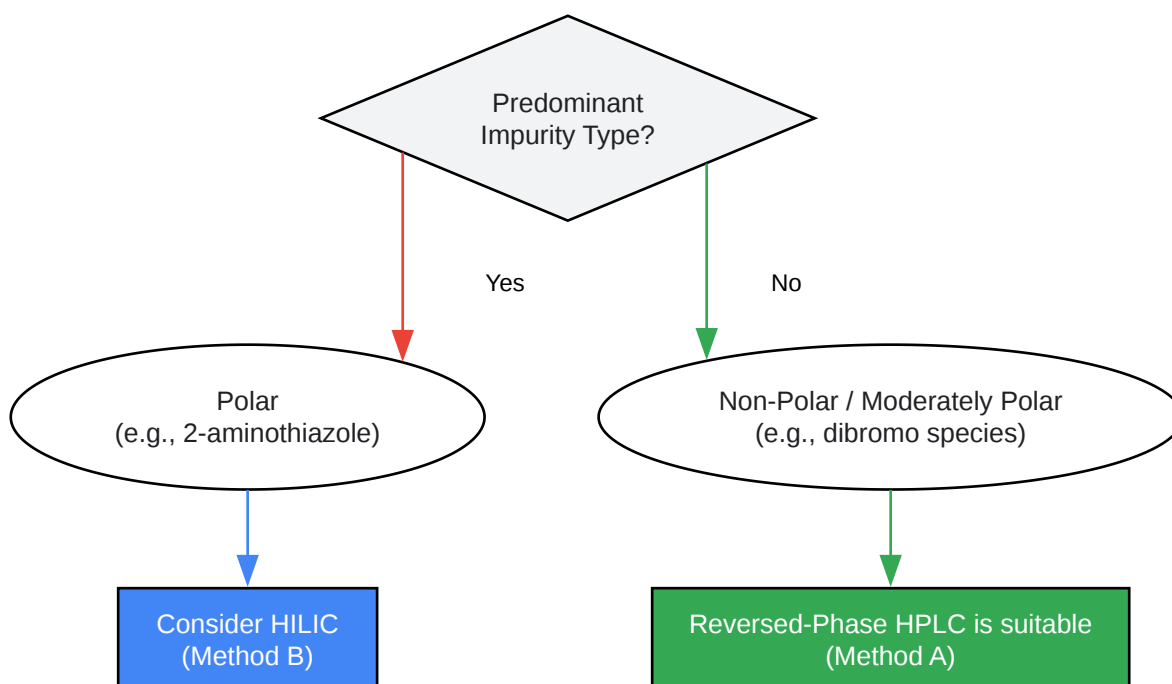 Predominant
Impurity Type?
Yes
No
Polar
(e.g., 2-aminothiazole)
Non-Polar / Moderately Polar
(e.g., dibromo species)
Consider HILIC
(Method B)
Reversed-Phase HPLC is suitable
(Method A)